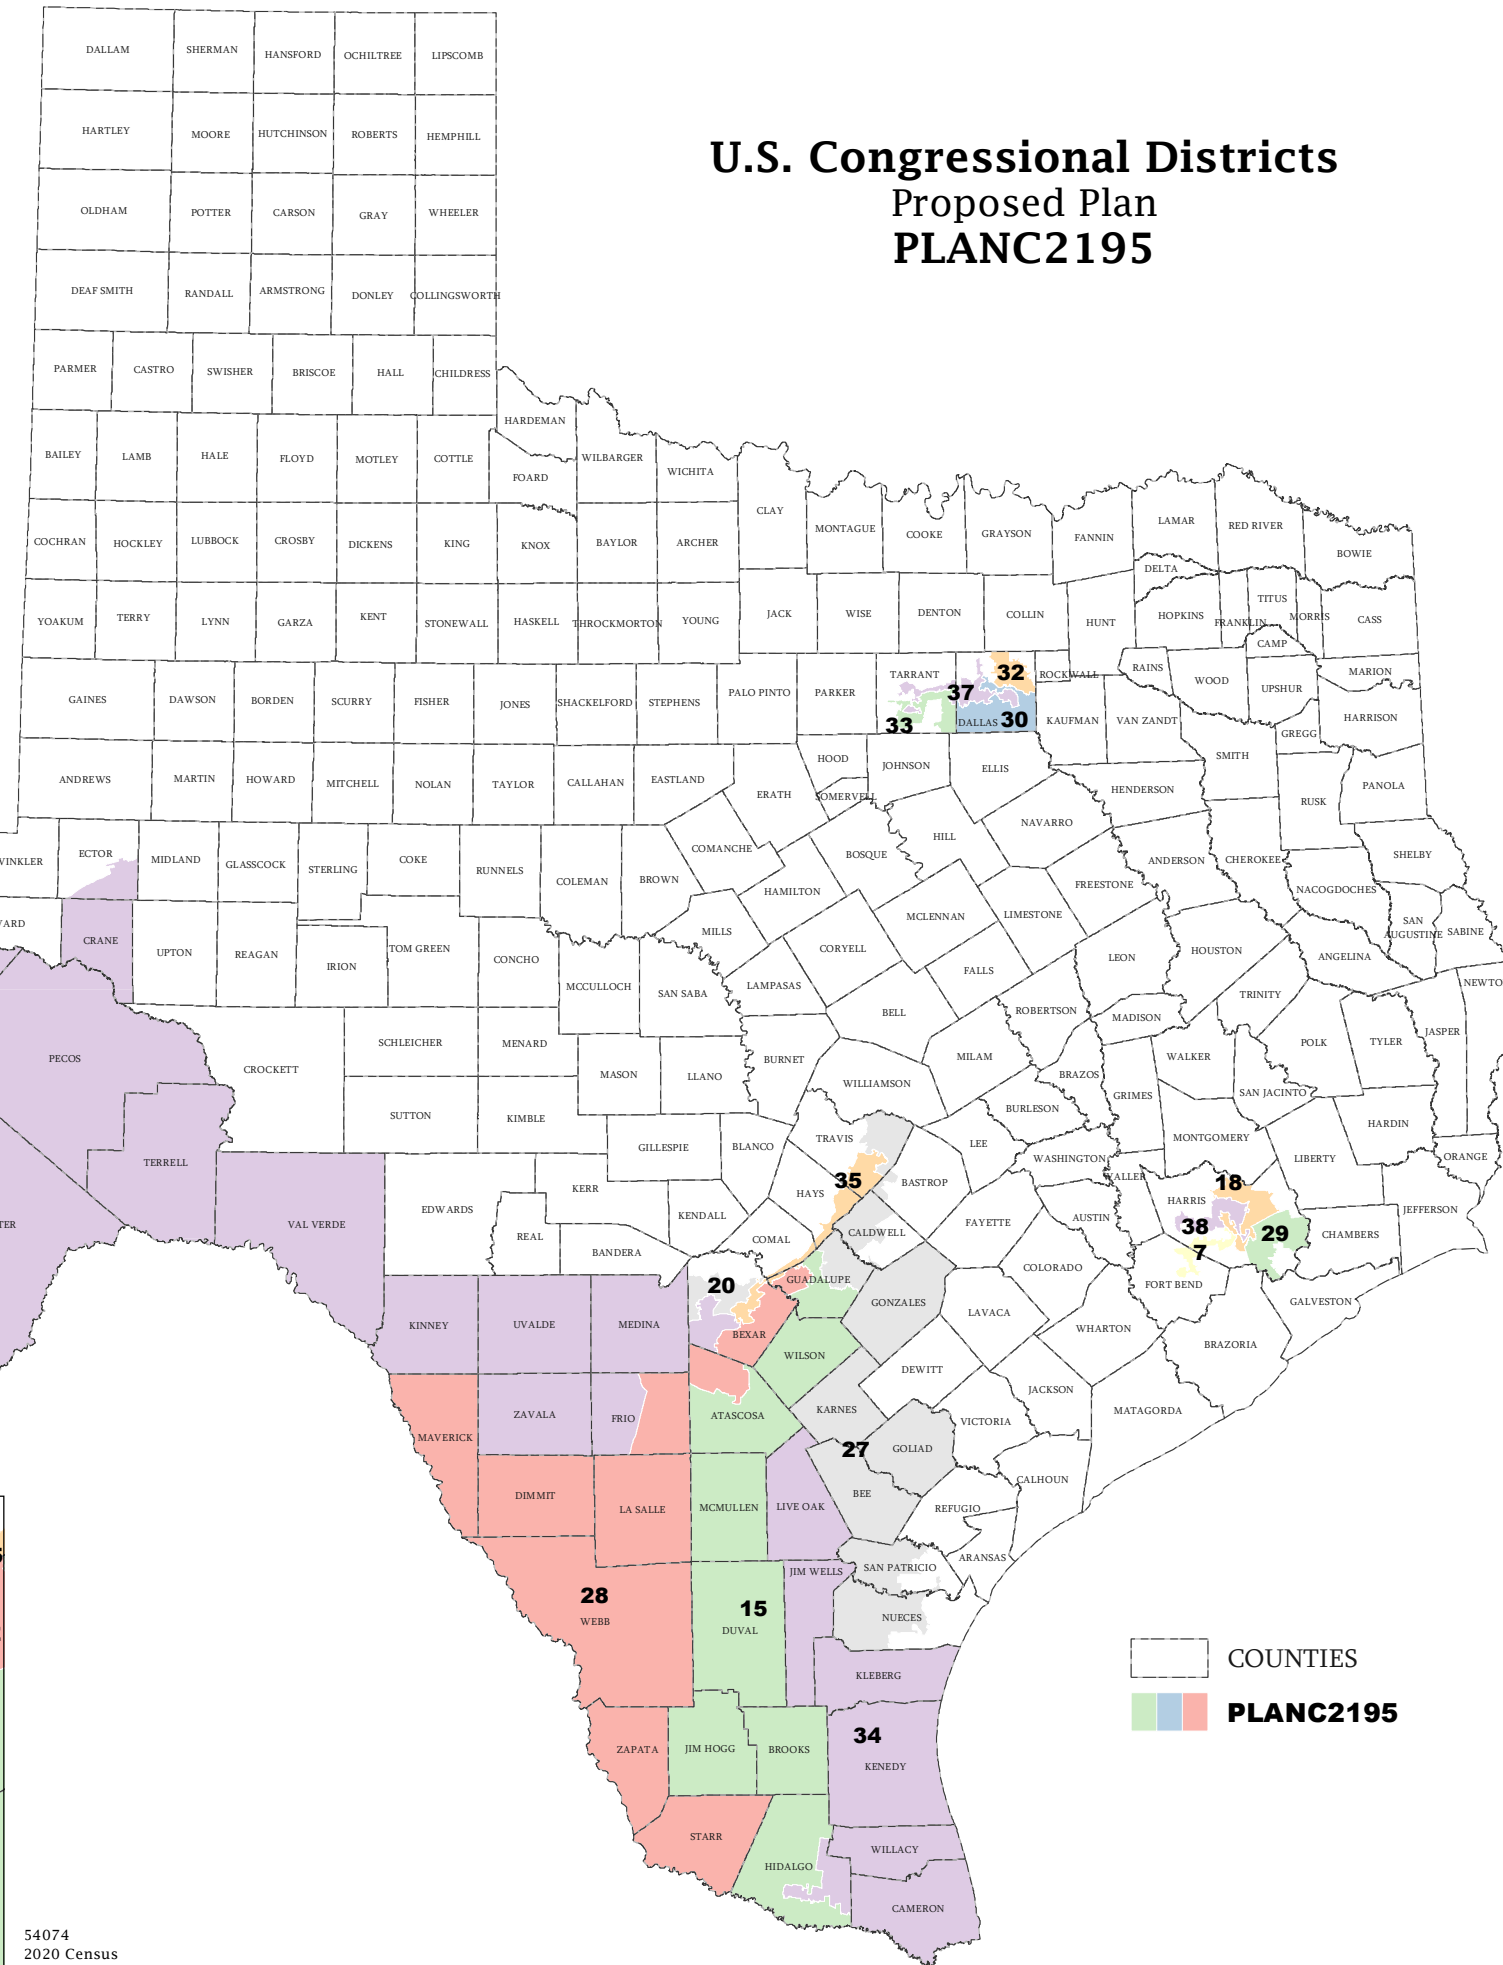 U.S. Congressional Districts
Proposed Plan
PLANC2195
DALLAM
SHERMAN
HANSFORD
OCHILTREE
LIPSCOMB
HARTLEY
MOORE
HUTCHINSON
ROBERTS
HEMPHILL
OLDHAM
POTTER
CARSON
GRAY
WHEELER
DEAF SMITH
RANDALL
ARMSTRONG
DONLEY
COLLINGSWORTH
PARMER
CASTRO
SWISHER
BRISCOE
HALL
CHILDRESS
HARDEMAN
BAILEY
LAMB
HALE
FLOYD
MOTLEY
COTTLE
FOARD
WILBARGER
WICHITA
CLAY
MONTAGUE
COOKE
GRAYSON
FANNIN
LAMAR
RED RIVER
BOWIE
DELTA
COCHRAN
HOCKLEY
LUBBOCK
CROSBY
DICKENS
KING
KNOX
BAYLOR
ARCHER
YOAKUM
TERRY
LYNN
GARZA
KENT
STONEWALL
HASKELL
THROCKMORTON
YOUNG
JACK
WISE
DENTON
COLLIN
HUNT
HOPKINS
FRANKLIN
TITUS
MORRIS
CASS
CAMP
GAINES
DAWSON
BORDEN
SCURRY
FISHER
JONES
SHACKELFORD
STEPHENS
PALO PINTO
PARKER
TARRANT
37
32
ROCKWALL
RAINS
WOOD
UPSHUR
MARION
33
DALLAS
30
KAUFMAN
VAN ZANDT
GREGG
HARRISON
ANDREWS
MARTIN
HOWARD
MITCHELL
NOLAN
TAYLOR
CALLAHAN
EASTLAND
ERATH
HOOD
SOMERVELL
JOHNSON
ELLIS
HENDERSON
SMITH
RUSK
PANOLA
VINKLER
ECTOR
MIDLAND
GLASSCOCK
STERLING
COKE
RUNNELS
COLEMAN
BROWN
COMANCHE
HAMILTON
BOSQUE
HILL
NAVARRO
FREESTONE
ANDERSON
CHEROKEE
NACOGDOCHES
SHELBY
ARD
CRANE
UPTON
REAGAN
IRION
TOM GREEN
CONCHO
MCCULLOCH
SAN SABA
MILLS
LAMPASAS
CORYELL
MCLENNAN
LIMESTONE
FALLS
LEON
HOUSTON
ANGELINA
SAN
AUGUSTINE
SABINE
NEWTO
TRINITY
BELL
ROBERTSON
MADISON
POLK
TYLER
JASPER
PECOS
CROCKETT
SCHLEICHER
MENARD
MASON
LLANO
BURNET
WILLIAMSON
MILAM
BRAZOS
GRIMES
WALKER
SAN JACINTO
HARDIN
SUTTON
KIMBLE
GILLESPIE
BLANCO
TRAVIS
LEE
BURLESON
WASHINGTON
MONTGOMERY
LIBERTY
ORANGE
TERRELL
KERR
KENDALL
HAYS
35
BASTROP
WALLER
HARRIS
18
38
29
7
CHAMBERS
JEFFERSON
TER
VAL VERDE
EDWARDS
REAL
BANDERA
COMAL
CALDWELL
FAYETTE
AUSTIN
COLORADO
FORT BEND
GALVESTON
20
GUADALUPE
GONZALES
LAVACA
WHARTON
BRAZORIA
KINNEY
UVALDE
MEDINA
BEXAR
WILSON
DEWITT
JACKSON
MATAGORDA
MAVERICK
ZAVALA
FRIO
ATASCOSA
KARNES
27
GOLIAD
VICTORIA
CALHOUN
DIMMIT
LA SALLE
MCMULLEN
LIVE OAK
BEE
REFUGIO
28
WEBB
15
DUVAL
JIM WELLS
SAN PATRICIO
ARANSAS
NUECES
KLEBERG
ZAPATA
JIM HOGG
BROOKS
34
KENEDY
STARR
HIDALGO
WILLACY
CAMERON
COUNTIES
PLANC2195
54074
2020 Census